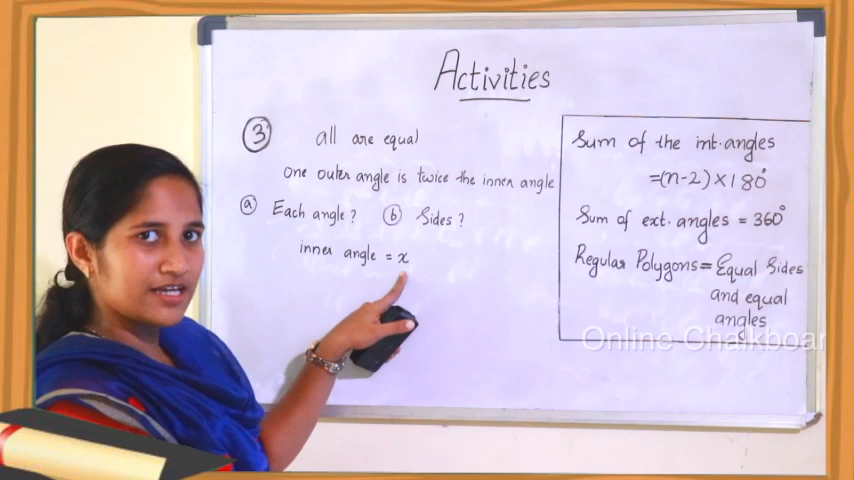 Activities
3 all are equal
one outer angle is twice the inner angle
a Each angle? b Sides?
inner angle = x
Sum of the int.angles
=(n-2)×180°
Sum of ext. angles = 360°
Regular Polygons = Equal Sides
and equal
angles
Online Chalkboar